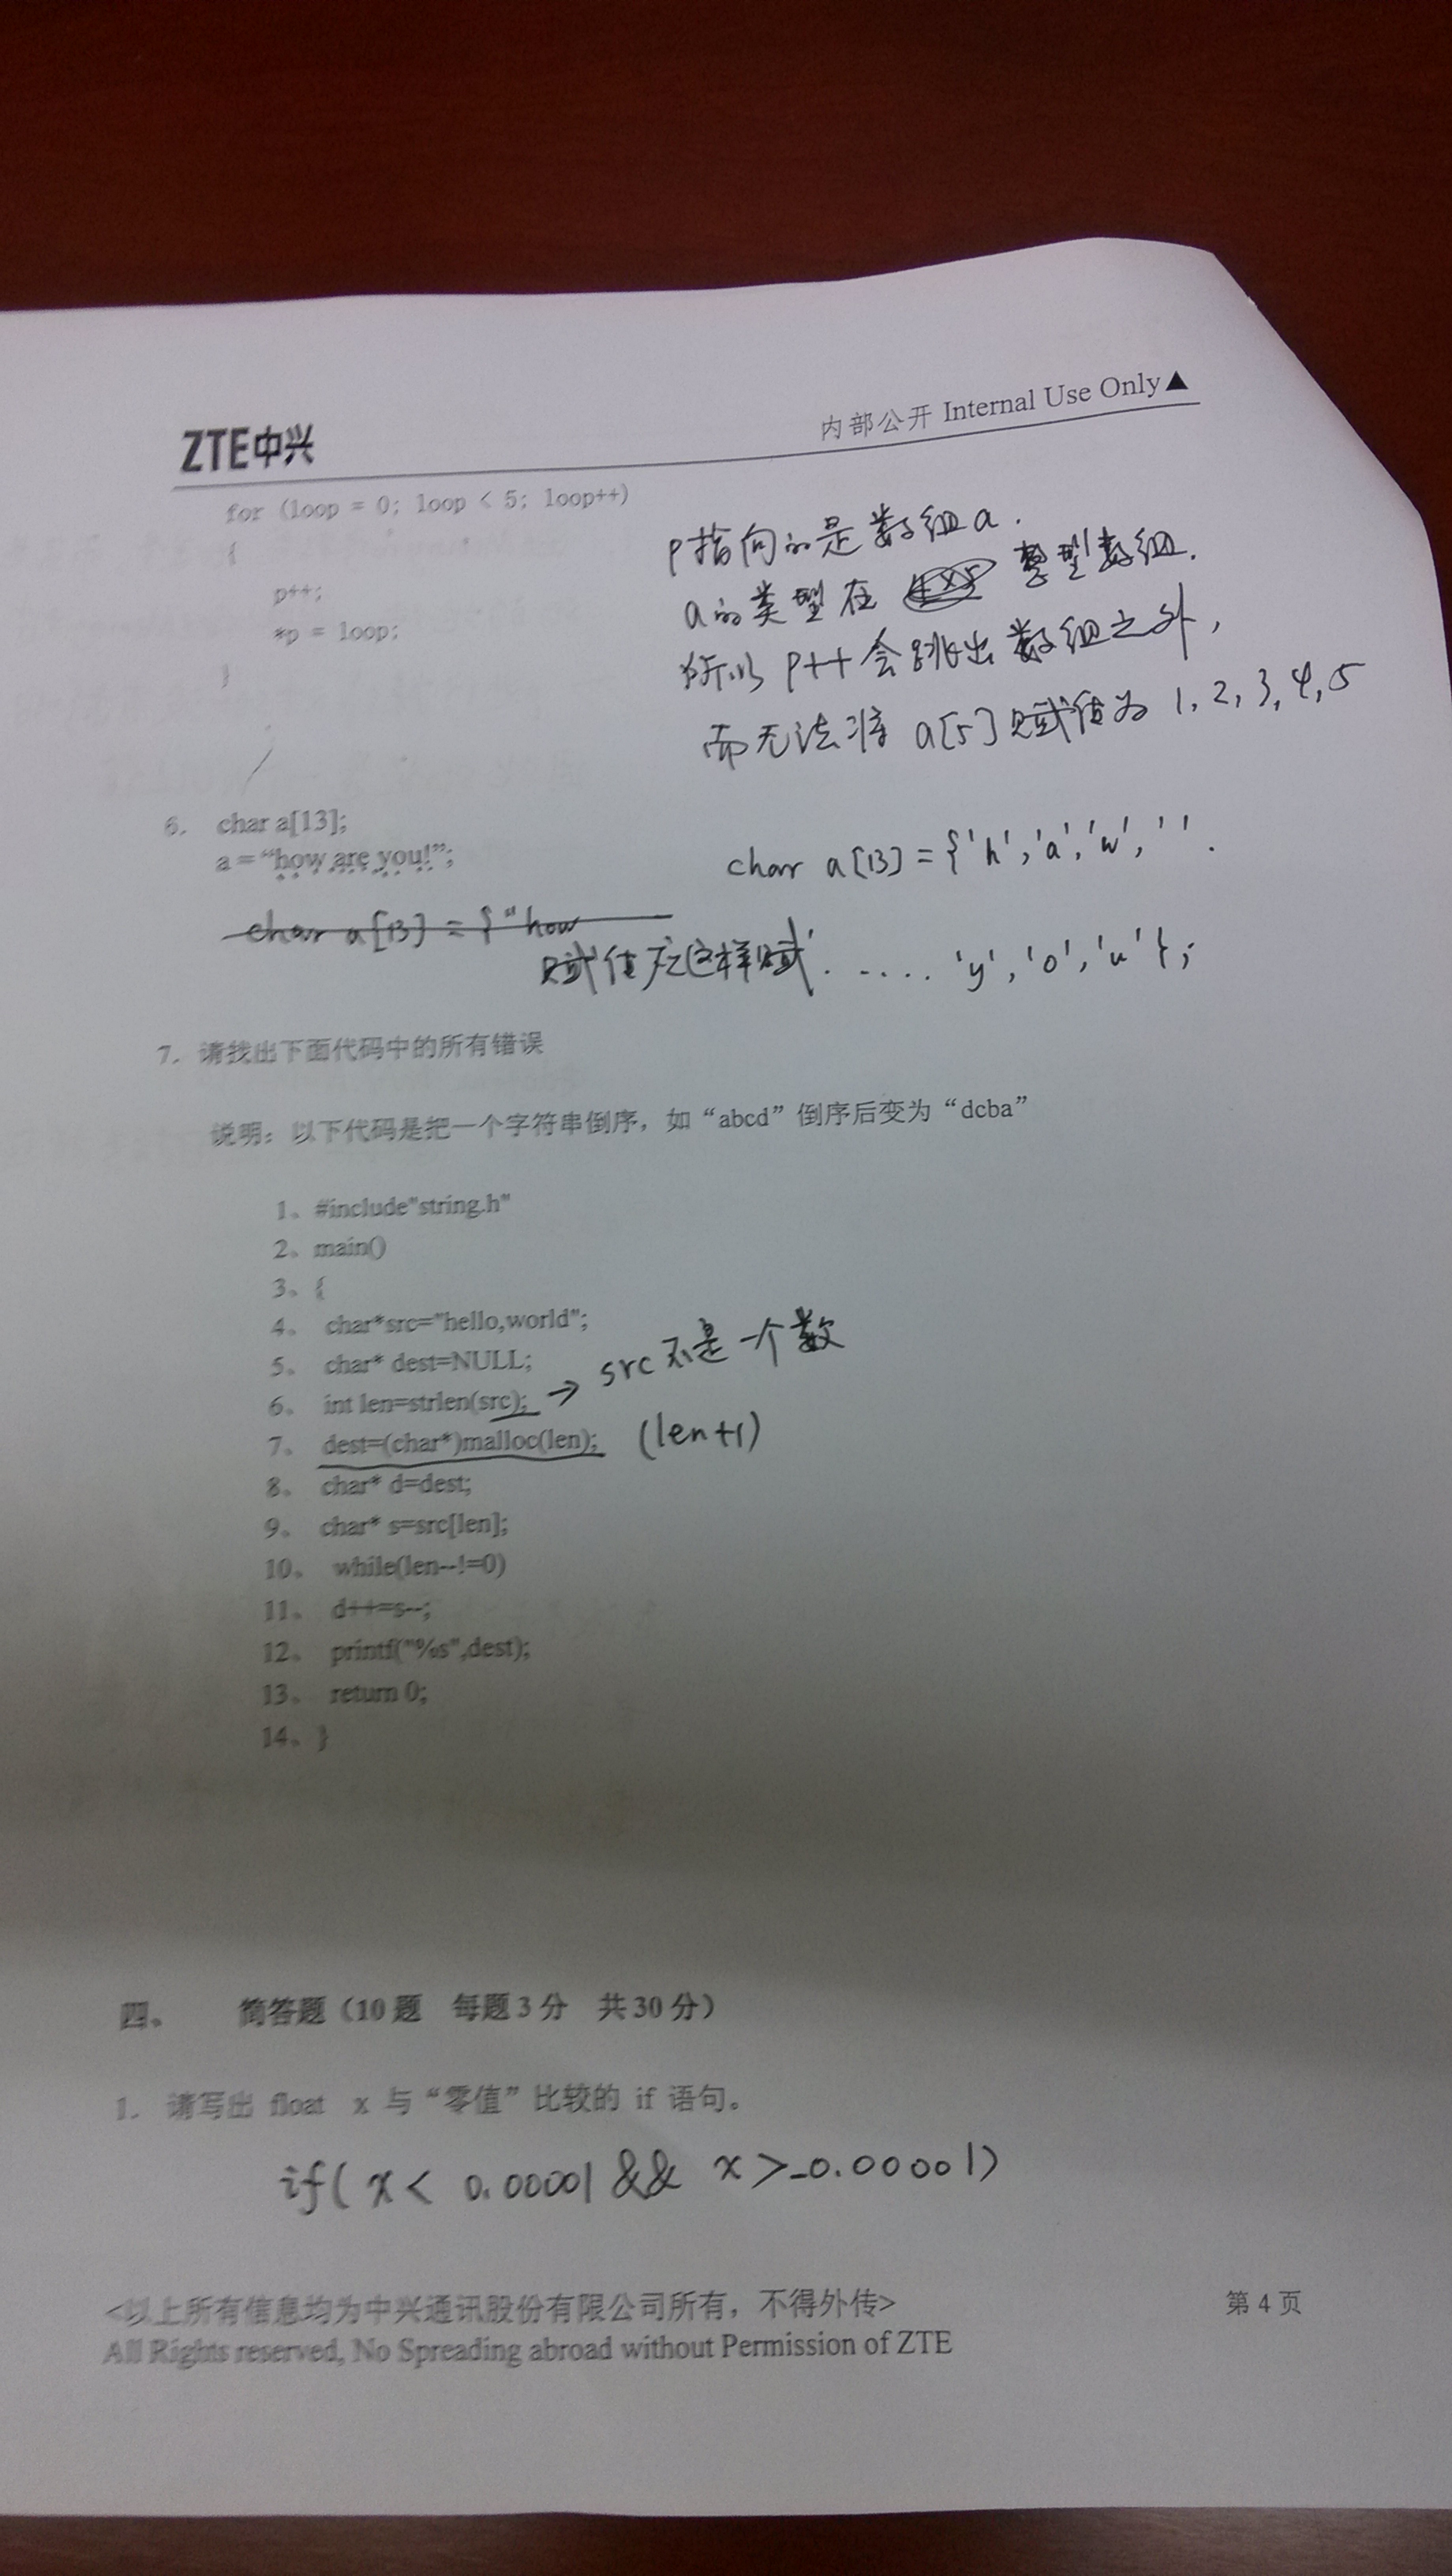 ZTE中兴
内部公开 Internal Use Only▲
for (loop = 0; loop < 5; loop++)
{
p++;
*p = loop;
}
p指向的是数组a.
a的类型在 整型数组.
所以 p++会跳出数组之外,
而无法将 a[5]赋值为 1, 2, 3, 4, 5
6. char a[13];
a = “how are you!”;
char a[13] = {"how
char a[13] = {'h','a','w',' '.
赋值应这样赋 ..... 'y','o','u'};
7. 请找出下面代码中的所有错误
说明：以下代码是把一个字符串倒序，如“abcd”倒序后变为“dcba”
1、#include"string.h"
2、main()
3、{
4、 char*src="hello,world";
5、 char* dest=NULL;
6、 int len=strlen(src); → src不是一个数
7、 dest=(char*)malloc(len); (len+1)
8、 char* d=dest;
9、 char* s=src[len];
10、 while(len--!=0)
11、 d++=s--;
12、 printf("%s",dest);
13、 return 0;
14、}
四、 简答题（10 题 每题 3 分 共 30 分）
1. 请写出 float x 与“零值”比较的 if 语句。
if( x < 0.00001 && x >-0.00001)
<以上所有信息均为中兴通讯股份有限公司所有，不得外传>
第 4 页
All Rights reserved, No Spreading abroad without Permission of ZTE